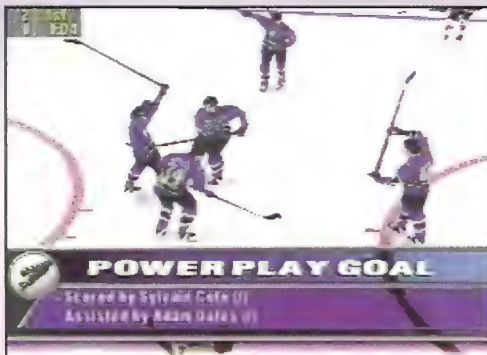 POWER PLAY GOAL
Scored by Sylvain Cote (1)
Assisted by Adam Oates (1)